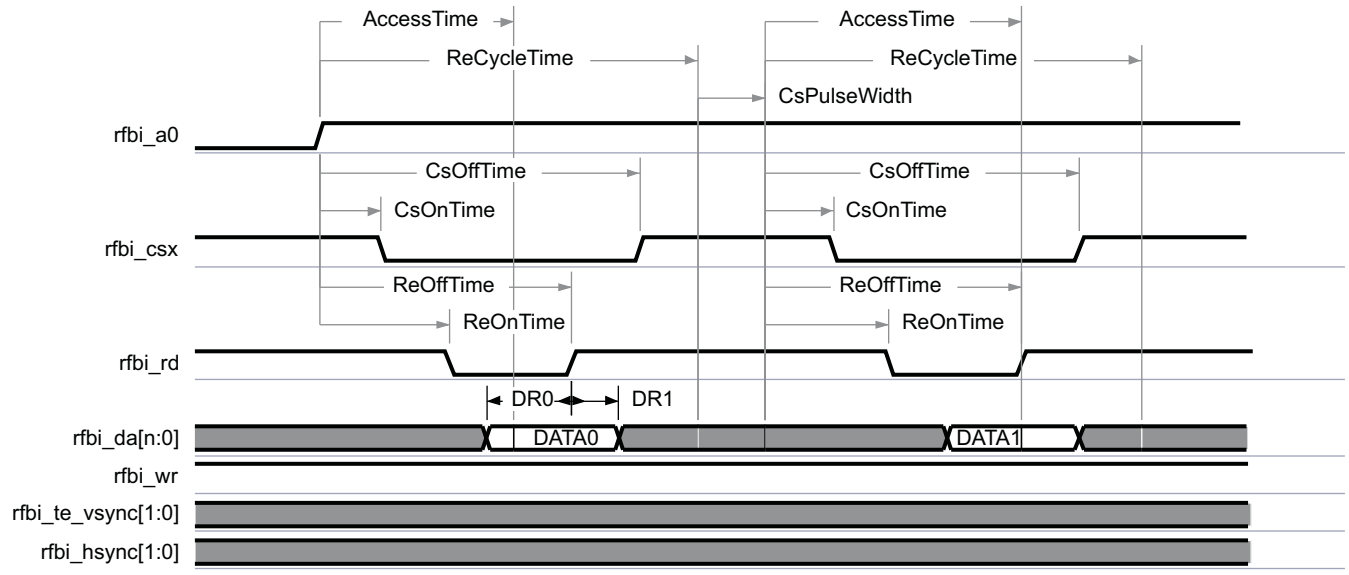 AccessTime AccessTime
ReCycleTime ReCycleTime
CsPulseWidth
rfbi_a0
CsOffTime CsOffTime
CsOnTime CsOnTime
rfbi_csx
ReOffTime ReOffTime
ReOnTime ReOnTime
rfbi_rd
DR0 DR1
rfbi_da[n:0] DATA0 DATA1
rfbi_wr
rfbi_te_vsync[1:0]
rfbi_hsync[1:0]